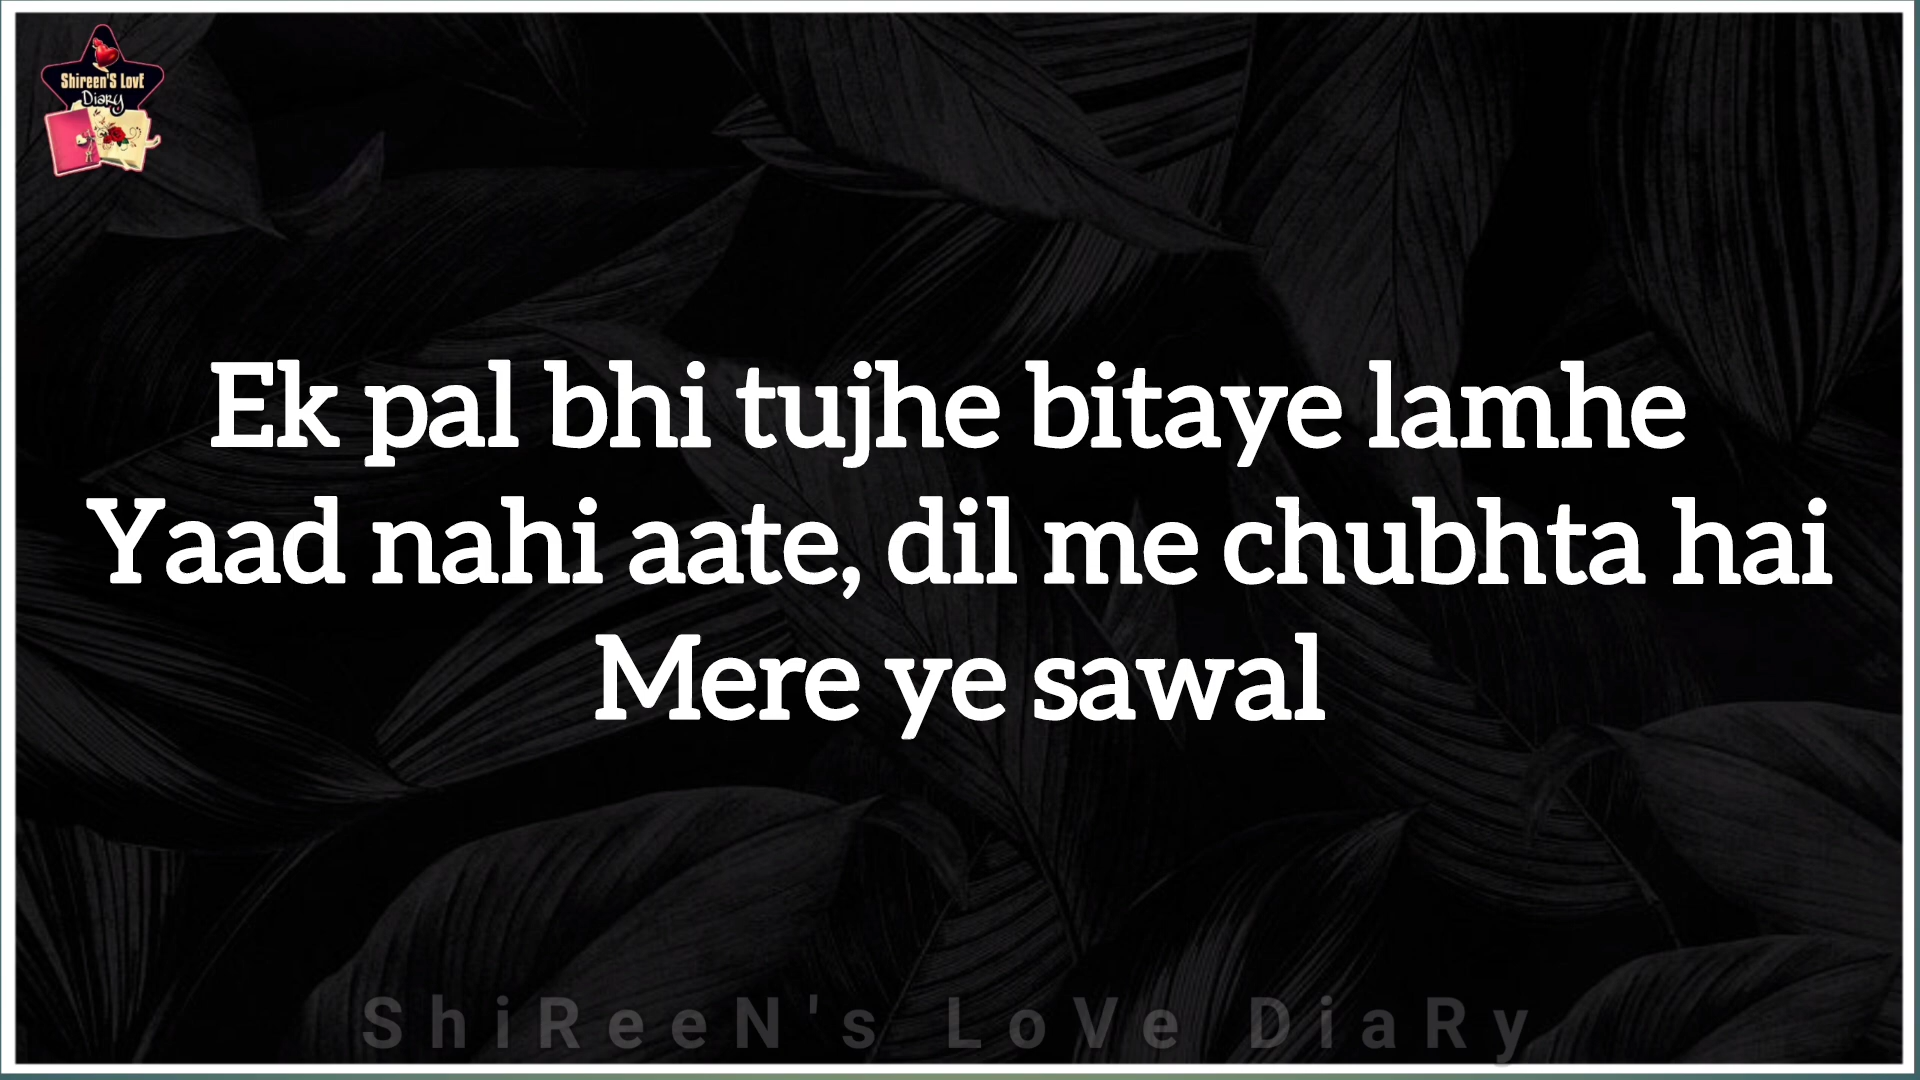 Shireen'S LovE
Diary
Ek pal bhi tujhe bitaye lamhe
Yaad nahi aate, dil me chubhta hai
Mere ye sawal
ShiReeN's LoVe DiaRy